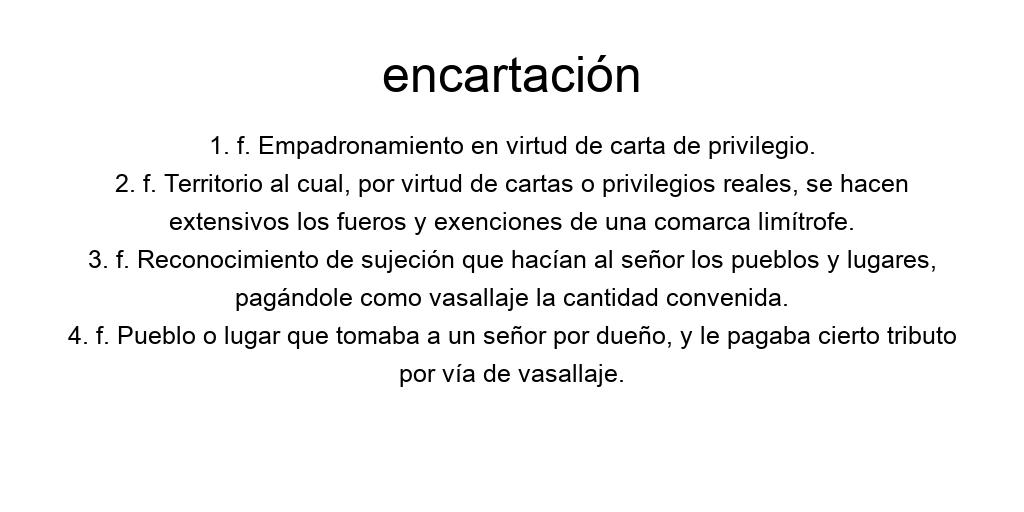 encartación
1. f. Empadronamiento en virtud de carta de privilegio.
2. f. Territorio al cual, por virtud de cartas o privilegios reales, se hacen
extensivos los fueros y exenciones de una comarca limítrofe.
3. f. Reconocimiento de sujeción que hacían al señor los pueblos y lugares,
pagándole como vasallaje la cantidad convenida.
4. f. Pueblo o lugar que tomaba a un señor por dueño, y le pagaba cierto tributo
por vía de vasallaje.